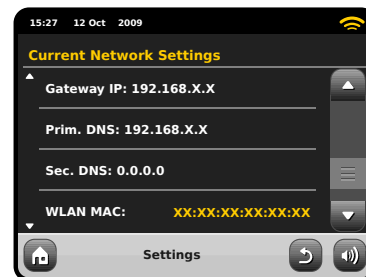 15:27 12 Oct 2009
Current Network Settings
Gateway IP: 192.168.X.X
Prim. DNS: 192.168.X.X
Sec. DNS: 0.0.0.0
WLAN MAC: XX:XX:XX:XX:XX:XX
Settings